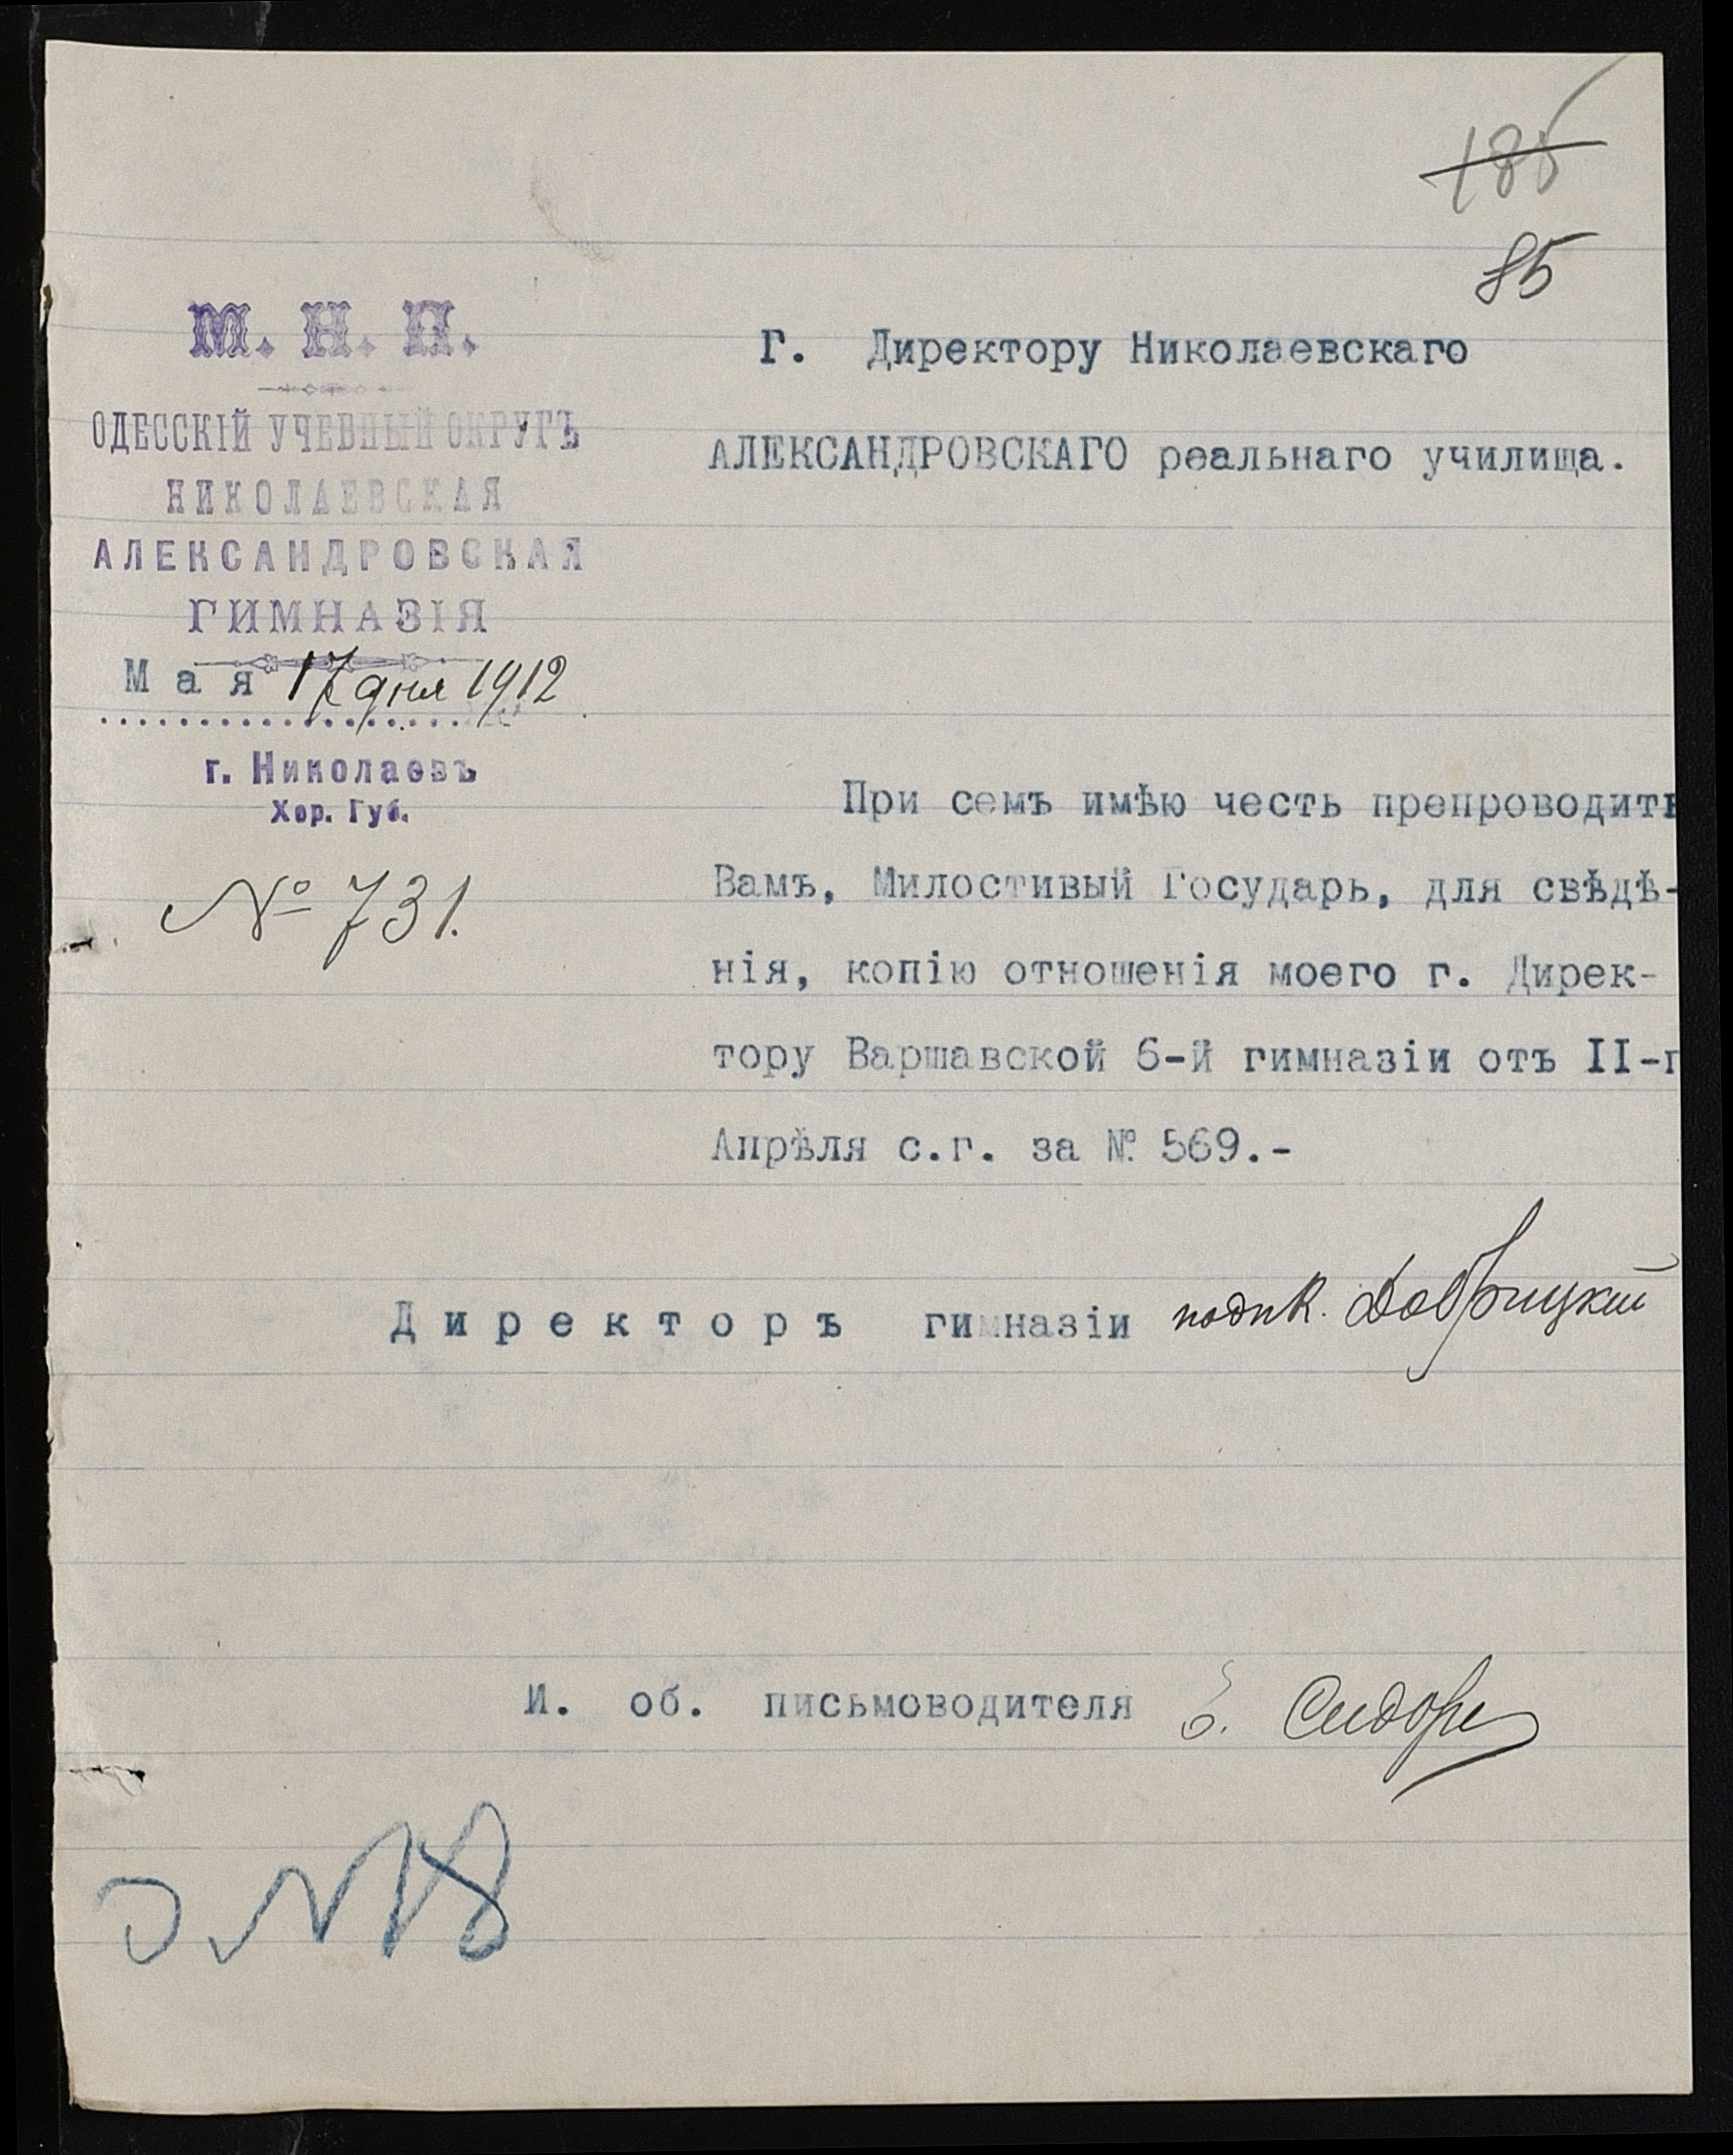 185
85
М. Н. П.
ОДЕССКІЙ УЧЕБНЫЙ ОКРУГЪ
НИКОЛАЕВСКАЯ
АЛЕКСАНДРОВСКАЯ
ГИМНАЗІЯ
Мая 17 дня 1912
г. Николаевъ
Хер. Губ.
№ 731.
Г. Директору Николаевскаго
АЛЕКСАНДРОВСКАГО реальнаго училища.
При семъ имѣю честь препроводить
Вамъ, Милостивый Государь, для свѣдѣ-
нія, копію отношенія моего г. Дирек-
тору Варшавской 6-й гимназіи отъ II-г
Апрѣля с.г. за № 569.-
Директоръ гимназіи
И. об. письмоводителя